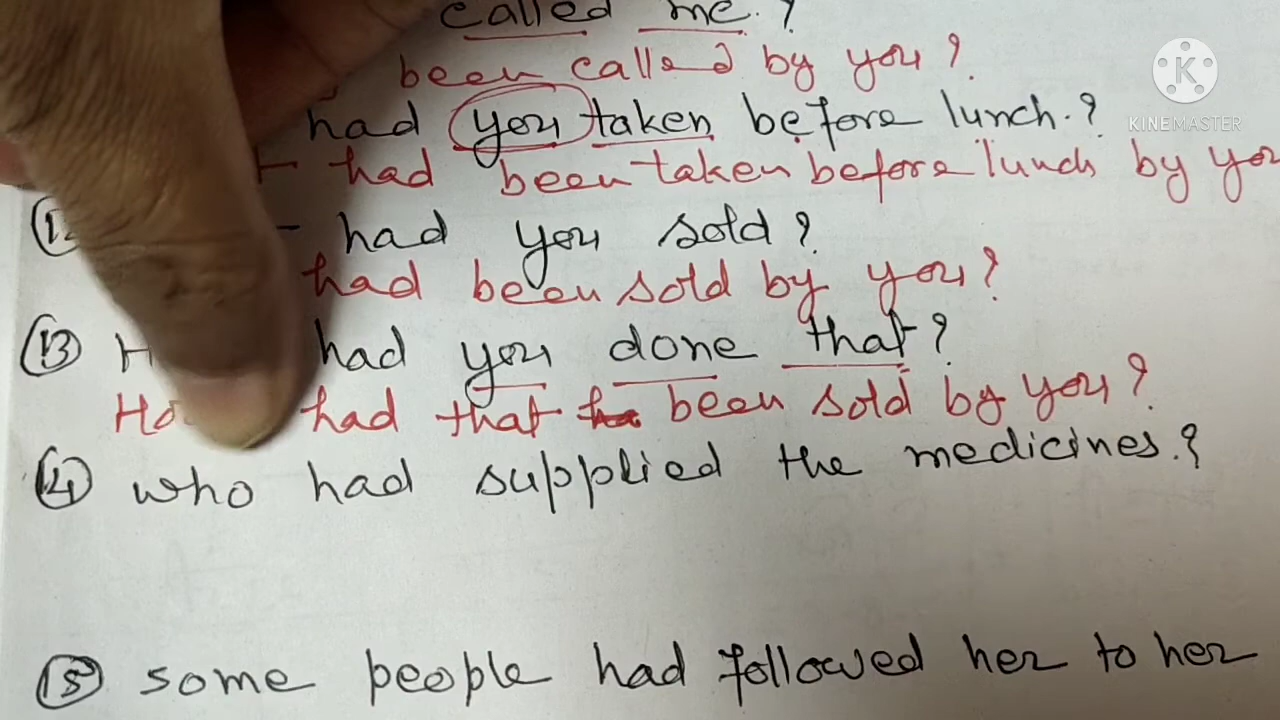 called me.?
been called by you?
had you taken before lunch.?
had been taken before lunch by you
had you sold?
had been sold by you?
(13) had you done that?
had that been sold by you?
(14) who had supplied the medicines.?
(15) some people had followed her to her
K
KINEMASTER